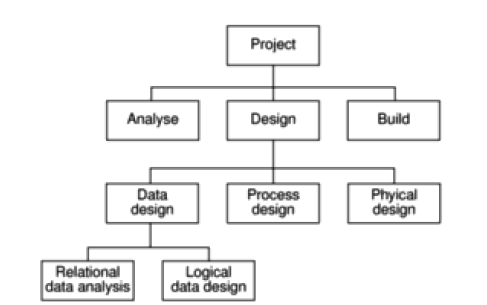 Project
Analyse
Design
Build
Data
design
Process
design
Phyical
design
Relational
data analysis
Logical
data design